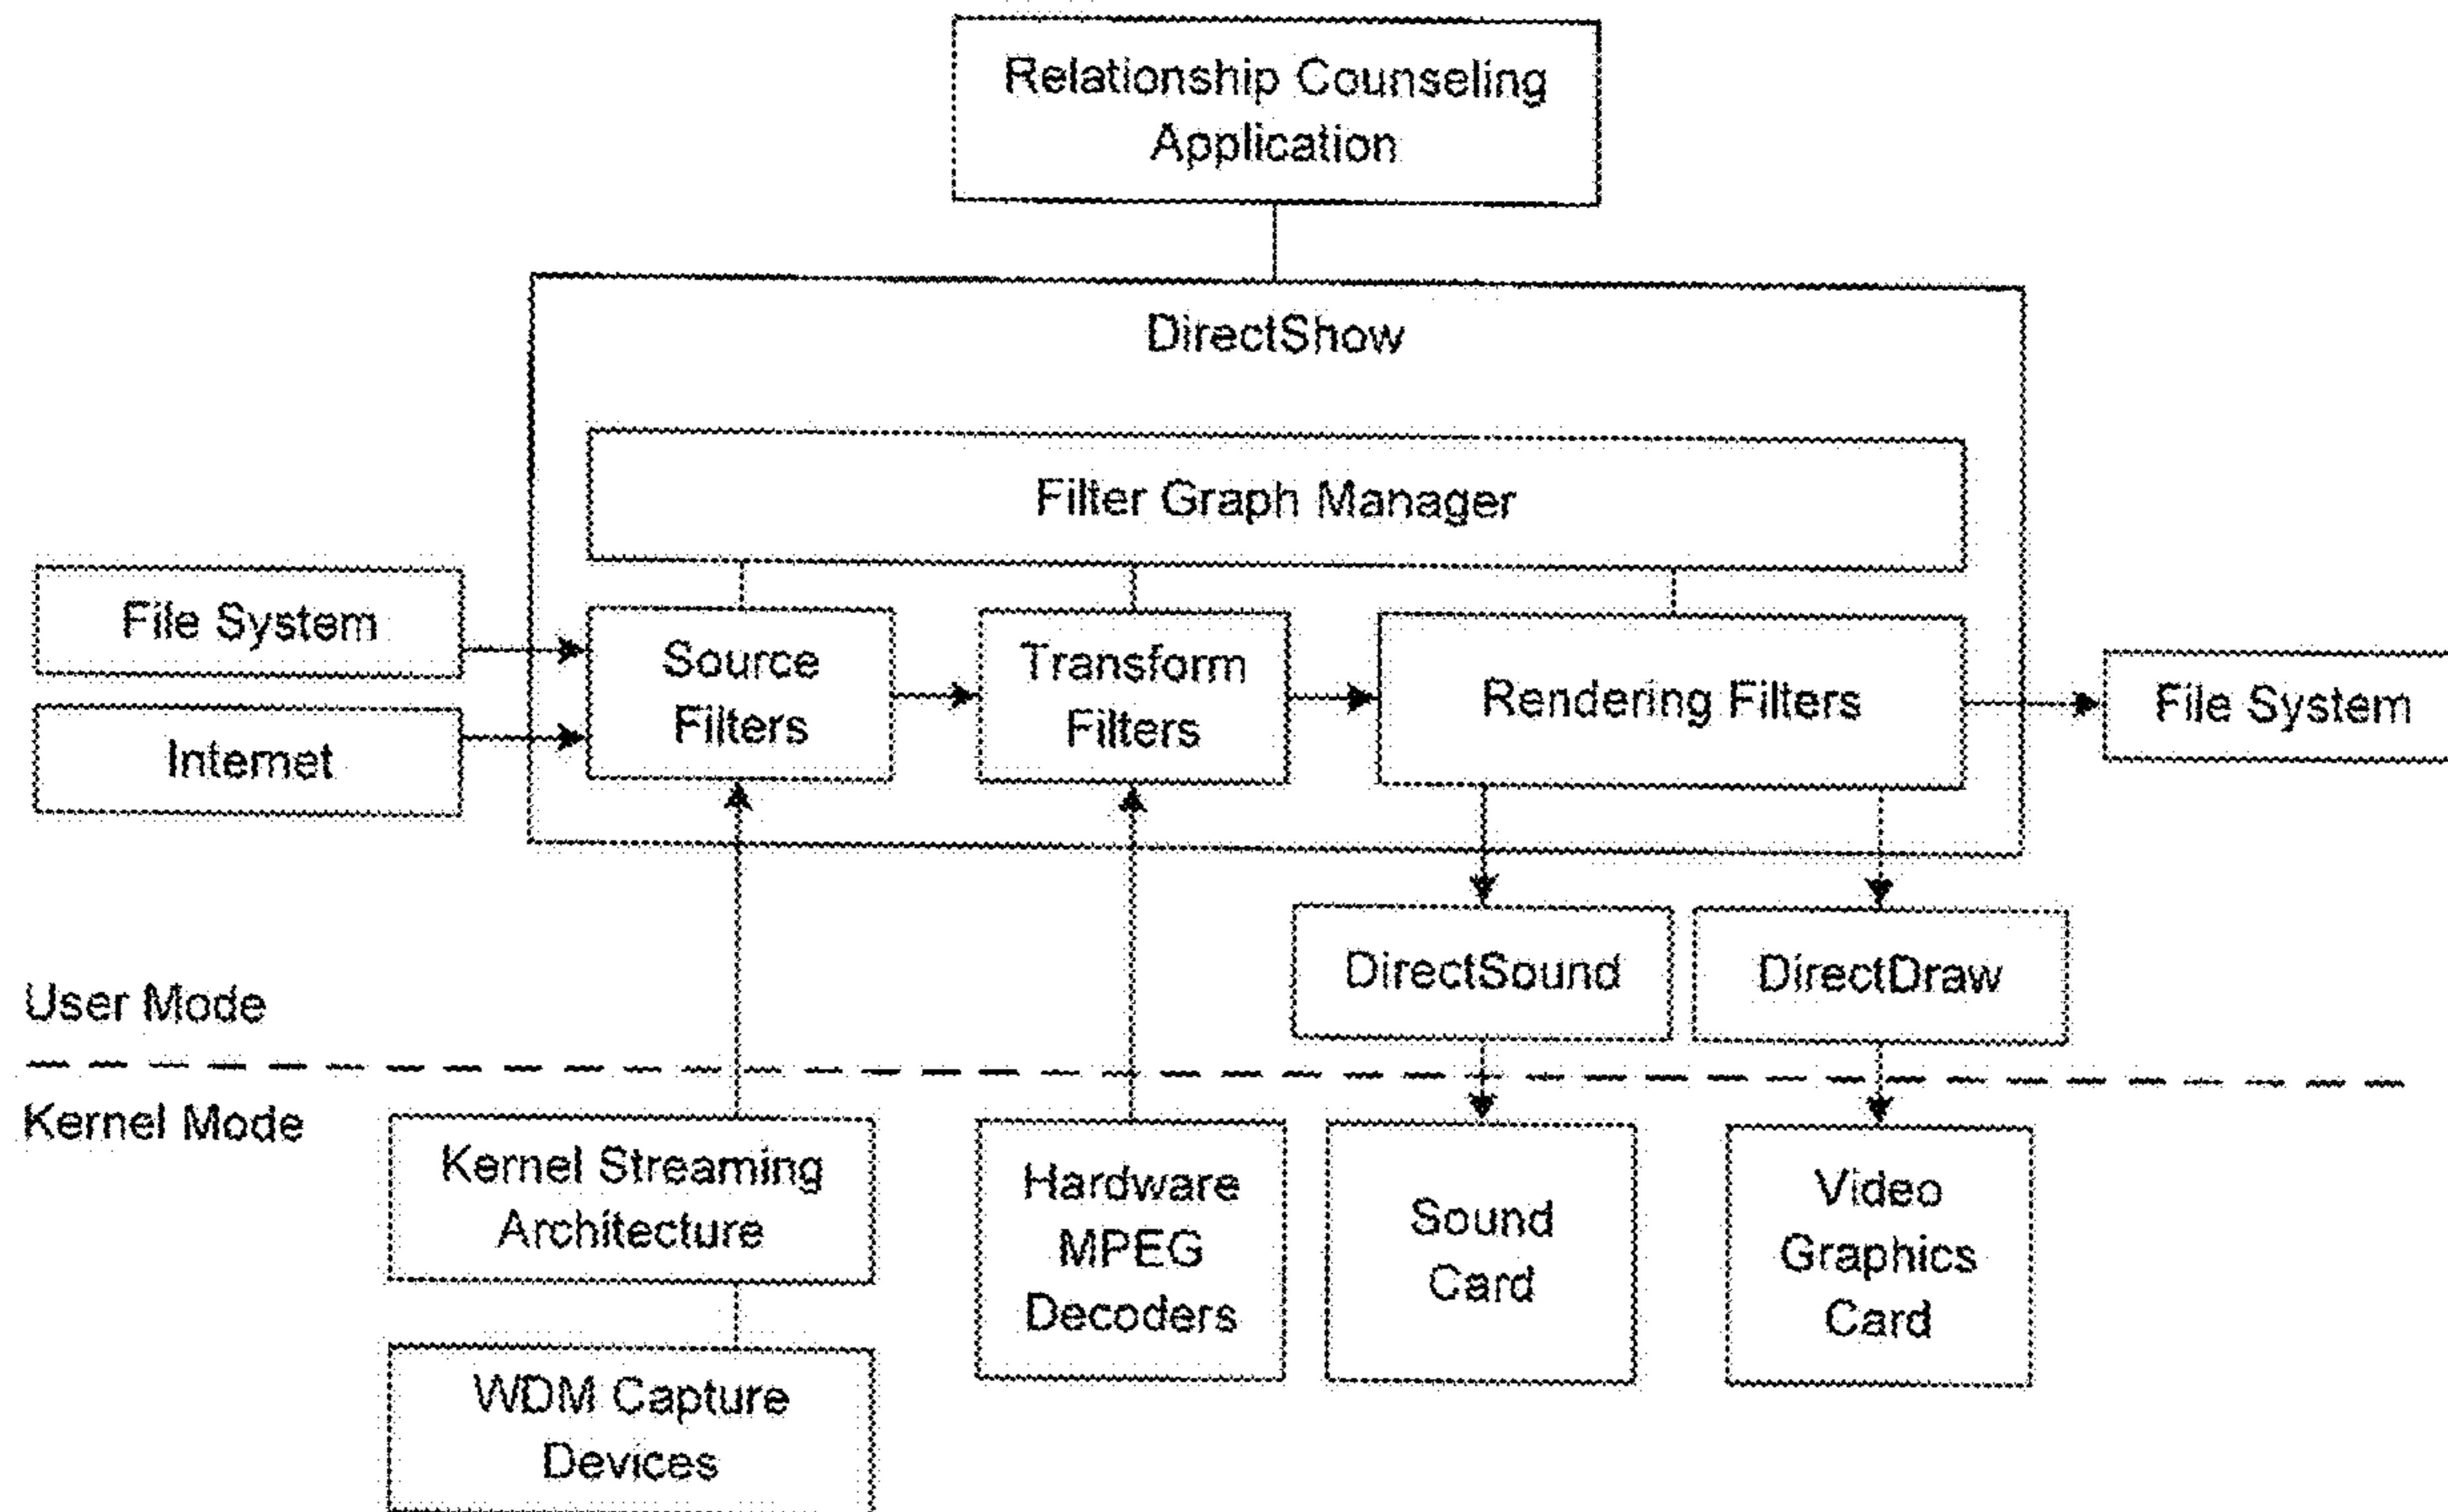 Relationship Counseling
Application
DirectShow
Filter Graph Manager
File System
Internet
Source
Filters
Transform
Filters
Rendering Filters
File System
DirectSound
DirectDraw
User Mode
Kernel Mode
Kernel Streaming
Architecture
WDM Capture
Devices
Hardware
MPEG
Decoders
Sound
Card
Video
Graphics
Card